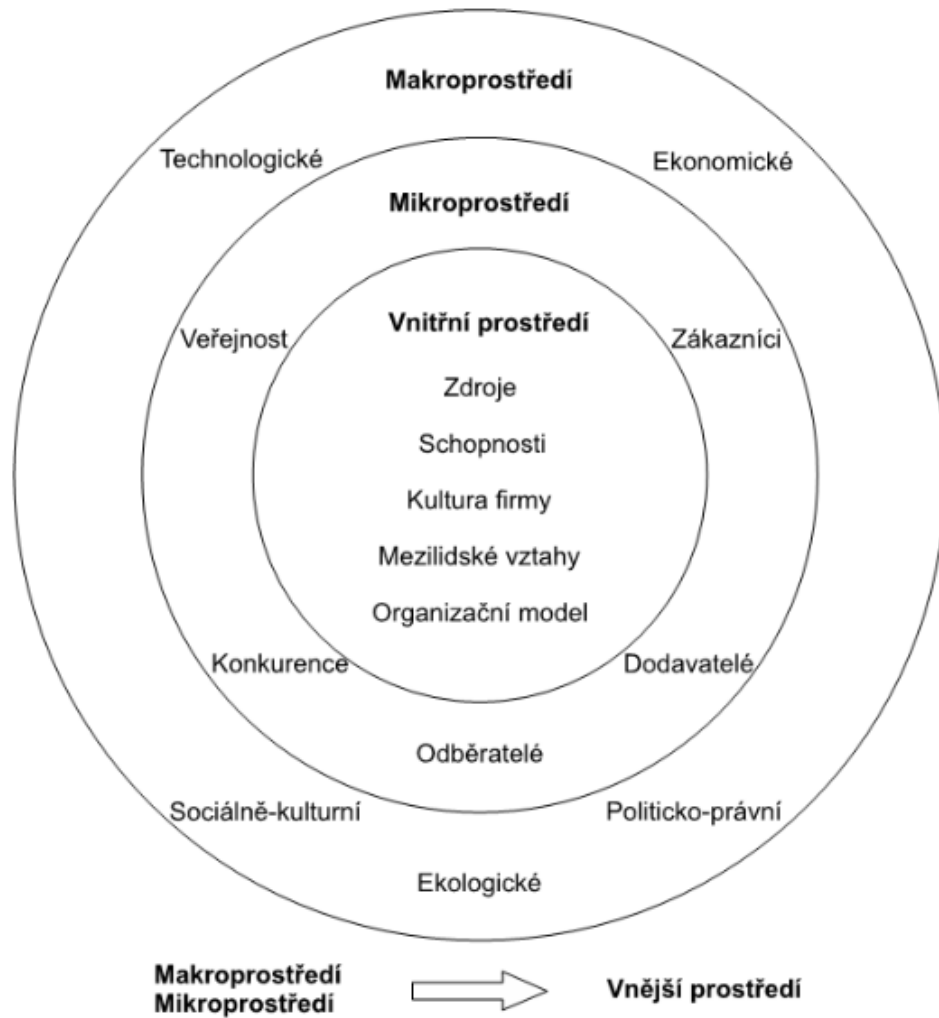 Makroprostředí
Technologické
Ekonomické
Mikroprostředí
Veřejnost
Zákazníci
Vnitřní prostředí
Zdroje
Schopnosti
Kultura firmy
Mezilidské vztahy
Organizační model
Konkurence
Dodavatelé
Odběratelé
Sociálně-kulturní
Politicko-právní
Ekologické
Makroprostředí
Mikroprostředí
Vnější prostředí